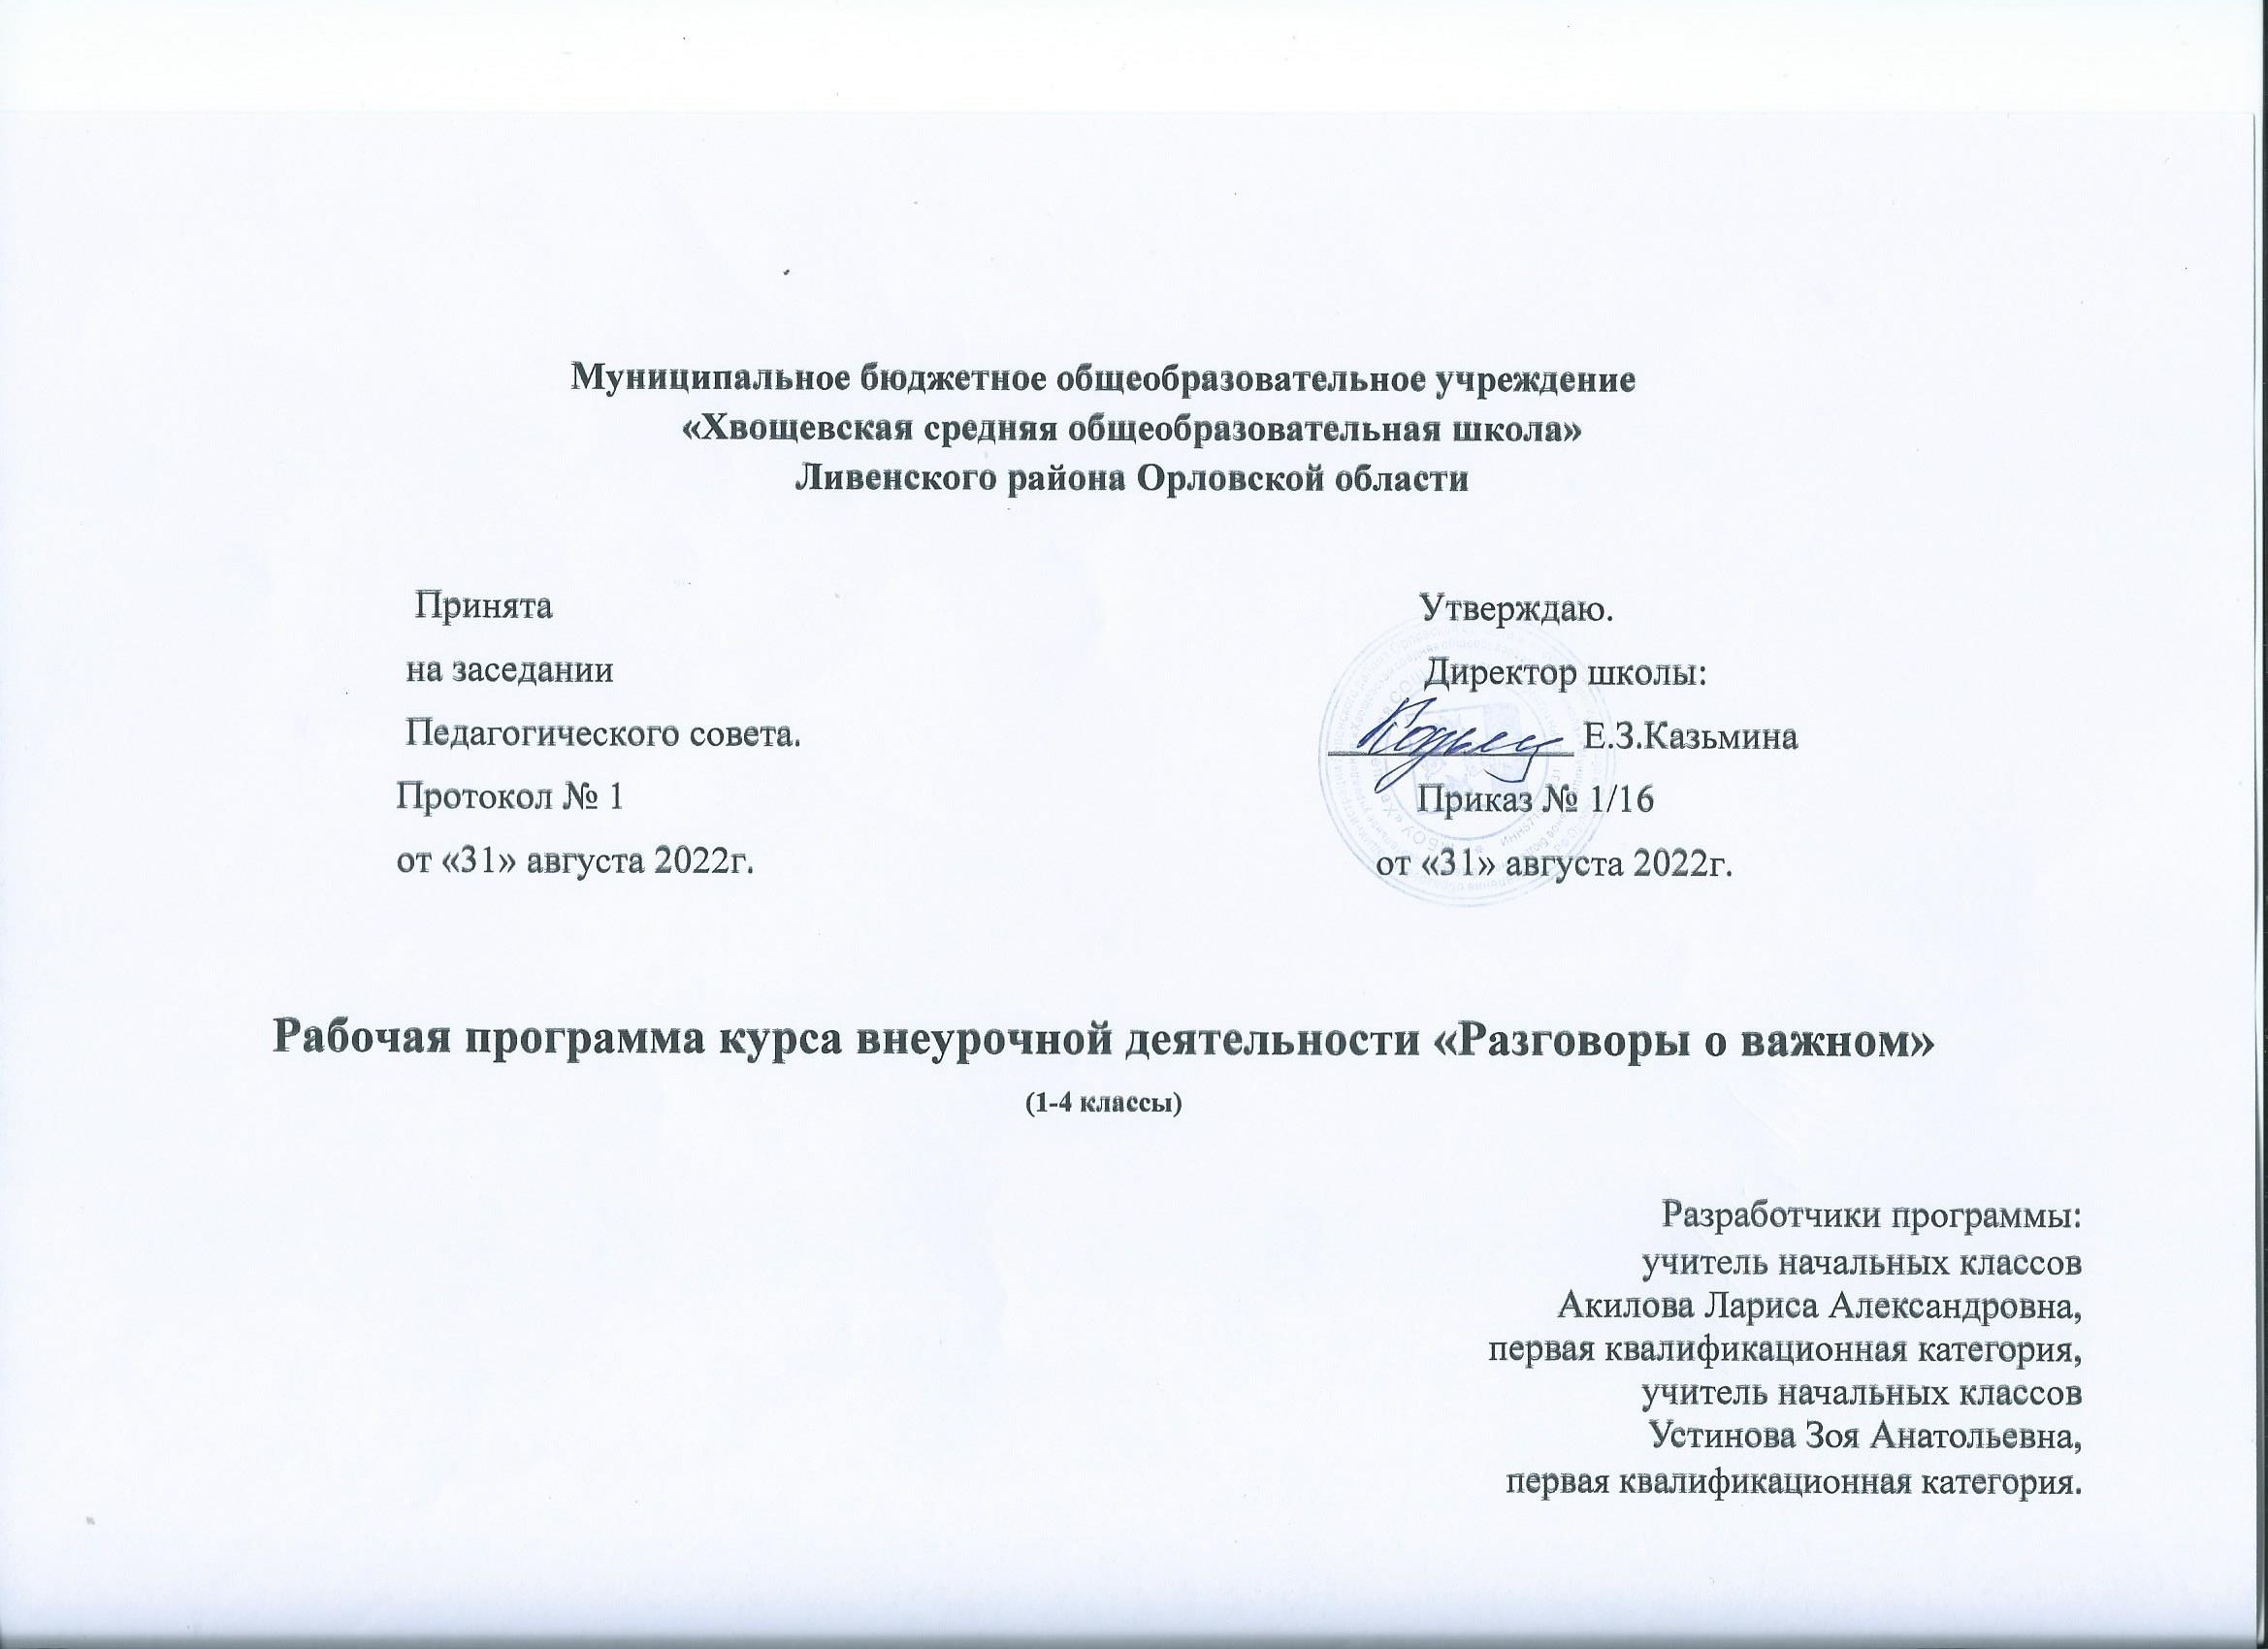 Муниципальное бюджетное общеобразовательное учреждение
«Хвощевская средняя общеобразовательная школа»
Ливенского района Орловской области
Принята
на заседании
Педагогического совета.
Протокол № 1
от «31» августа 2022г.
Утверждаю.
Директор школы:
Е.З.Казьмина
Приказ № 1/16
от «31» августа 2022г.
Рабочая программа курса внеурочной деятельности «Разговоры о важном»
(1-4 классы)
Разработчики программы:
учитель начальных классов
Акилова Лариса Александровна,
первая квалификационная категория,
учитель начальных классов
Устинова Зоя Анатольевна,
первая квалификационная категория.